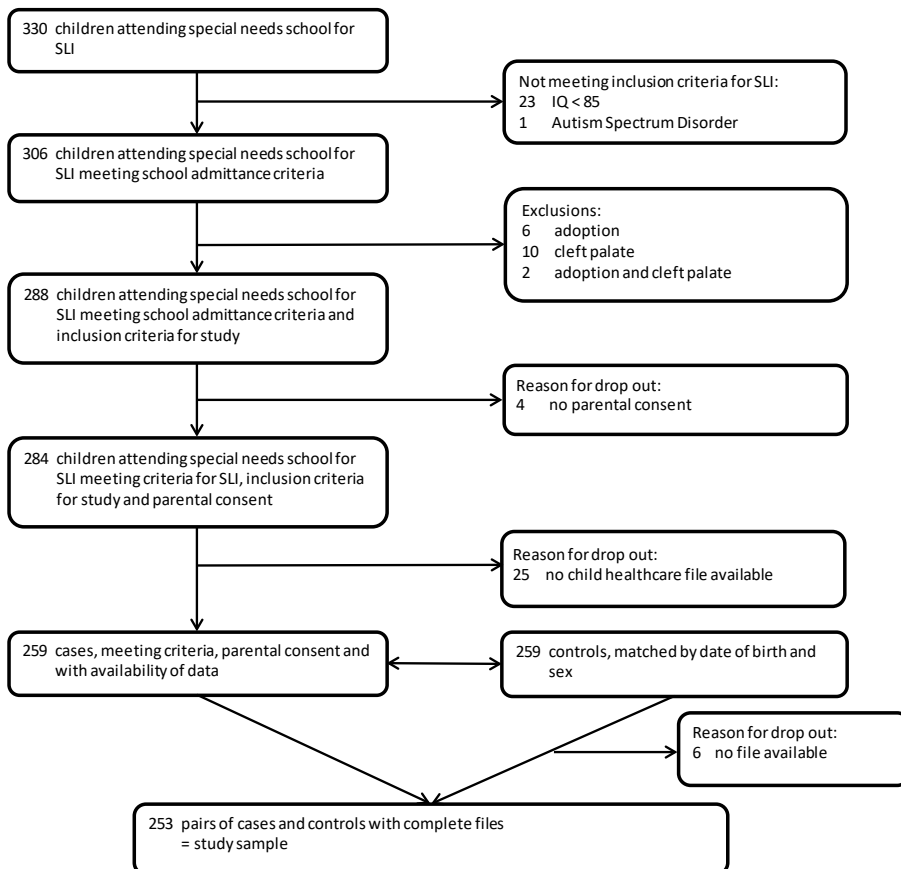 330 children attending special needs school for
SLI
Not meeting inclusion criteria for SLI:
23 IQ < 85
1 Autism Spectrum Disorder
306 children attending special needs school for
SLI meeting school admittance criteria
Exclusions:
6 adoption
10 cleft palate
2 adoption and cleft palate
288 children attending special needs school for
SLI meeting school admittance criteria and
inclusion criteria for study
Reason for drop out:
4 no parental consent
284 children attending special needs school for
SLI meeting criteria for SLI, inclusion criteria
for study and parental consent
Reason for drop out:
25 no child healthcare file available
259 cases, meeting criteria, parental consent and
with availability of data
259 controls, matched by date of birth and
sex
Reason for drop out:
6 no file available
253 pairs of cases and controls with complete files
= study sample